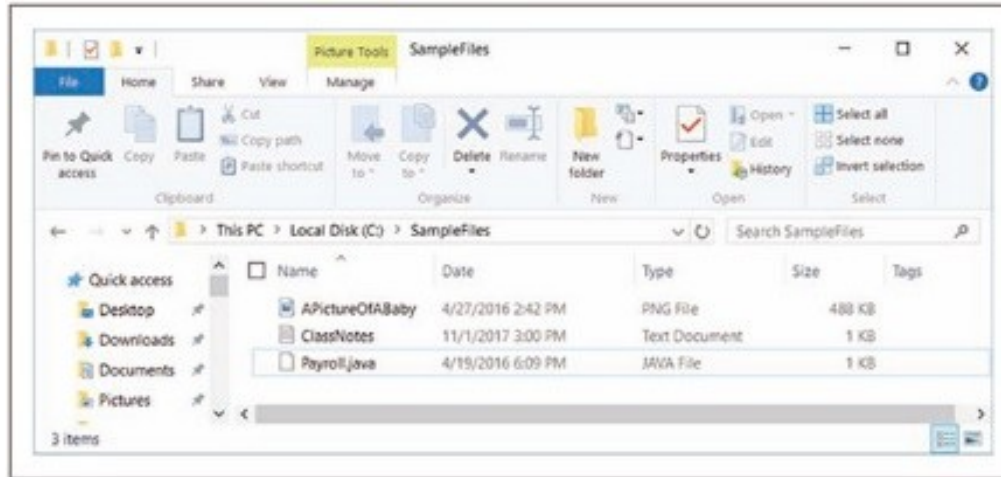 Picture Tools SampleFiles
File Home Share View Manage
Pin to Quick access
Copy
Paste
Cut
Copy path
Paste shortcut
Clipboard
Move to
Copy to
Delete
Rename
Organize
New folder
New
Properties
Open
Edit
History
Open
Select all
Select none
Invert selection
Select
This PC > Local Disk (C:) > SampleFiles
Search SampleFiles
Quick access
Desktop
Downloads
Documents
Pictures
Name Date Type Size Tags
APictureOfABaby 4/27/2016 2:42 PM PNG File 488 KB
ClassNotes 11/1/2017 3:00 PM Text Document 1 KB
Payroll.java 4/19/2016 6:09 PM JAVA File 1 KB
3 items